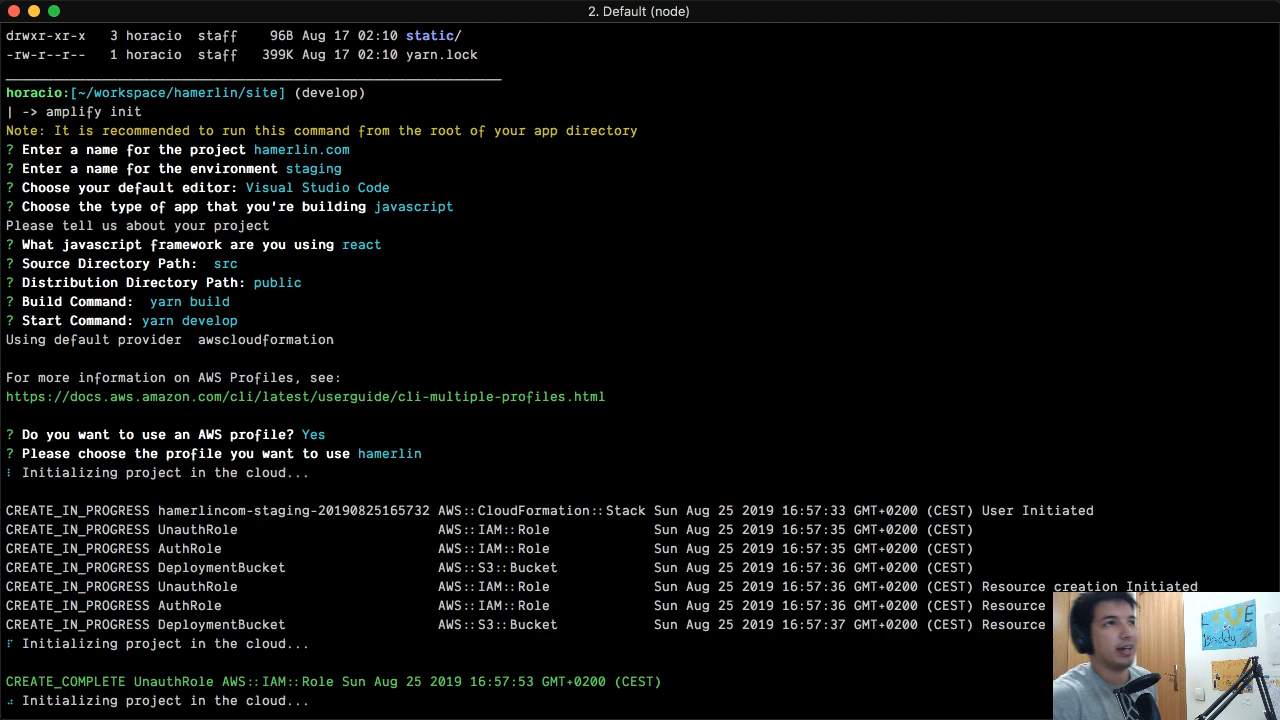 2. Default (node)
drwxr-xr-x   3 horacio  staff    96B Aug 17 02:10 static/
-rw-r--r--   1 horacio  staff   399K Aug 17 02:10 yarn.lock
horacio:[~/workspace/hamerlin/site] (develop)
| -> amplify init
Note: It is recommended to run this command from the root of your app directory
? Enter a name for the project hamerlin.com
? Enter a name for the environment staging
? Choose your default editor: Visual Studio Code
? Choose the type of app that you're building javascript
Please tell us about your project
? What javascript framework are you using react
? Source Directory Path:  src
? Distribution Directory Path: public
? Build Command:  yarn build
? Start Command: yarn develop
Using default provider  awscloudformation
For more information on AWS Profiles, see:
https://docs.aws.amazon.com/cli/latest/userguide/cli-multiple-profiles.html
? Do you want to use an AWS profile? Yes
? Please choose the profile you want to use hamerlin
Initializing project in the cloud...
CREATE_IN_PROGRESS hamerlincom-staging-20190825165732 AWS::CloudFormation::Stack Sun Aug 25 2019 16:57:33 GMT+0200 (CEST) User Initiated
CREATE_IN_PROGRESS UnauthRole AWS::IAM::Role Sun Aug 25 2019 16:57:35 GMT+0200 (CEST)
CREATE_IN_PROGRESS AuthRole AWS::IAM::Role Sun Aug 25 2019 16:57:35 GMT+0200 (CEST)
CREATE_IN_PROGRESS DeploymentBucket AWS::S3::Bucket Sun Aug 25 2019 16:57:36 GMT+0200 (CEST)
CREATE_IN_PROGRESS UnauthRole AWS::IAM::Role Sun Aug 25 2019 16:57:36 GMT+0200 (CEST) Resource creation Initiated
CREATE_IN_PROGRESS AuthRole AWS::IAM::Role Sun Aug 25 2019 16:57:36 GMT+0200 (CEST) Resource
CREATE_IN_PROGRESS DeploymentBucket AWS::S3::Bucket Sun Aug 25 2019 16:57:37 GMT+0200 (CEST) Resource
Initializing project in the cloud...
CREATE_COMPLETE UnauthRole AWS::IAM::Role Sun Aug 25 2019 16:57:53 GMT+0200 (CEST)
Initializing project in the cloud...